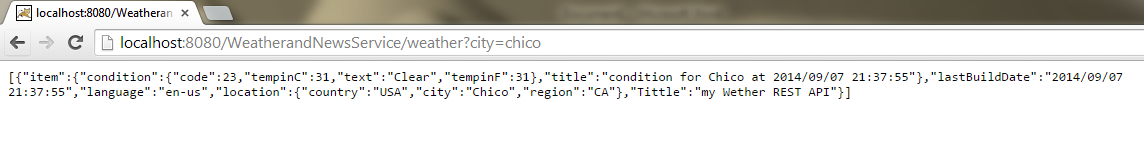 localhost:8080/Weatheran
localhost:8080/WeatherandNewsService/weather?city=chico
[{"item":{"condition":{"code":23,"tempinC":31,"text":"Clear","tempinF":31},"title":"condition for Chico at 2014/09/07 21:37:55"},"lastBuildDate":"2014/09/07
21:37:55","language":"en-us","location":{"country":"USA","city":"Chico","region":"CA"},"Tittle":"my Wether REST API"}]